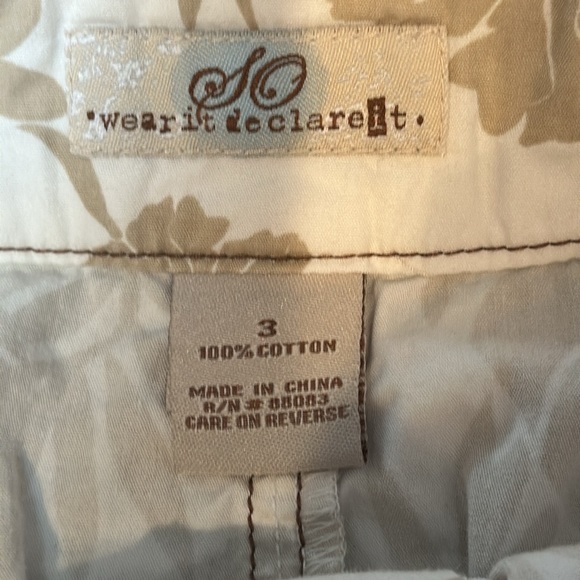 SO
wear it declare it.
3
100% COTTON
MADE IN CHINA
R/N # 88083
CARE ON REVERSE